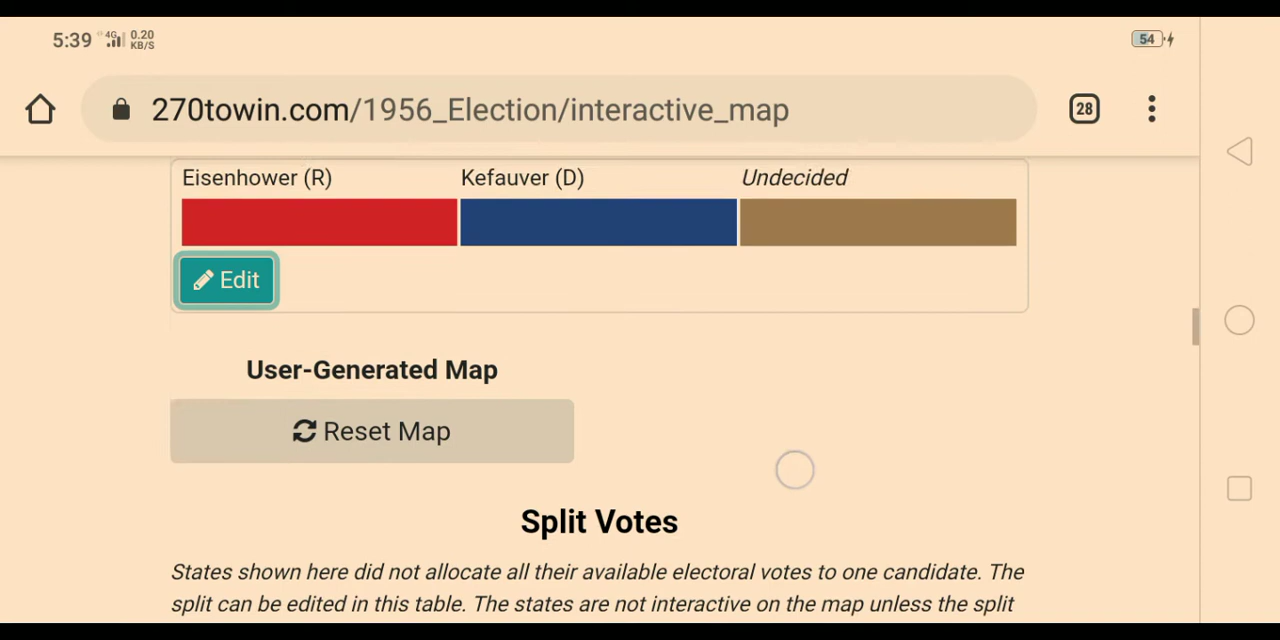 5:39 4G 0.20 KB/S 54
270towin.com/1956_Election/interactive_map 28
Eisenhower (R) Kefauver (D) Undecided
Edit
User-Generated Map
Reset Map
Split Votes
States shown here did not allocate all their available electoral votes to one candidate. The
split can be edited in this table. The states are not interactive on the map unless the split